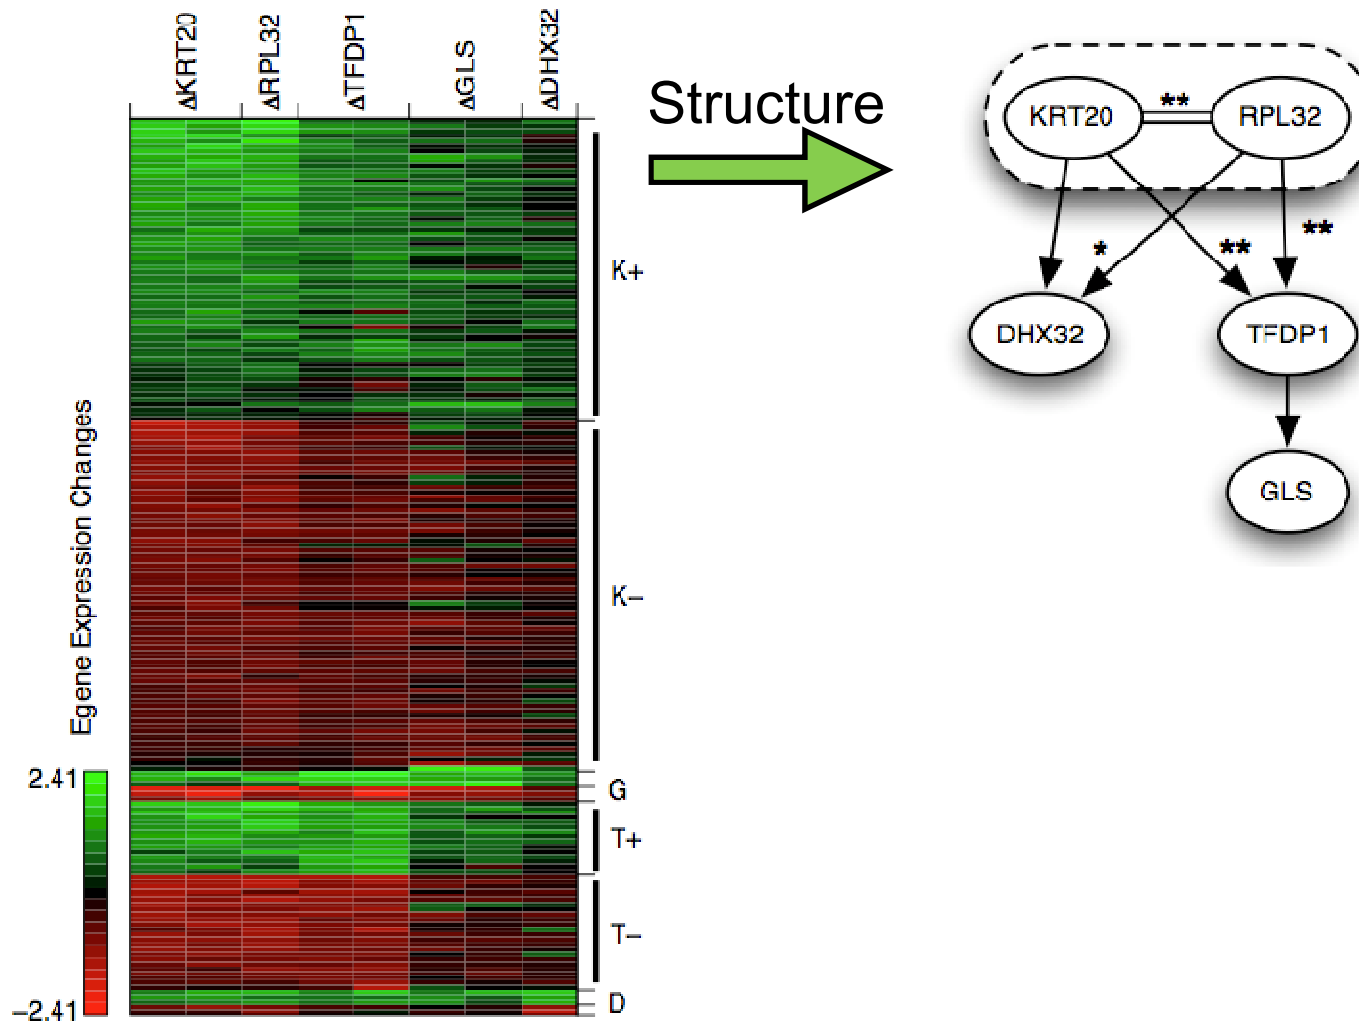 ΔKRT20
ΔRPL32
ΔTFDP1
ΔGLS
ΔDHX32
Structure
KRT20
**
RPL32
K+
*
**
**
DHX32
TFDP1
Egene Expression Changes
GLS
K−
2.41
G
T+
T−
−2.41
D